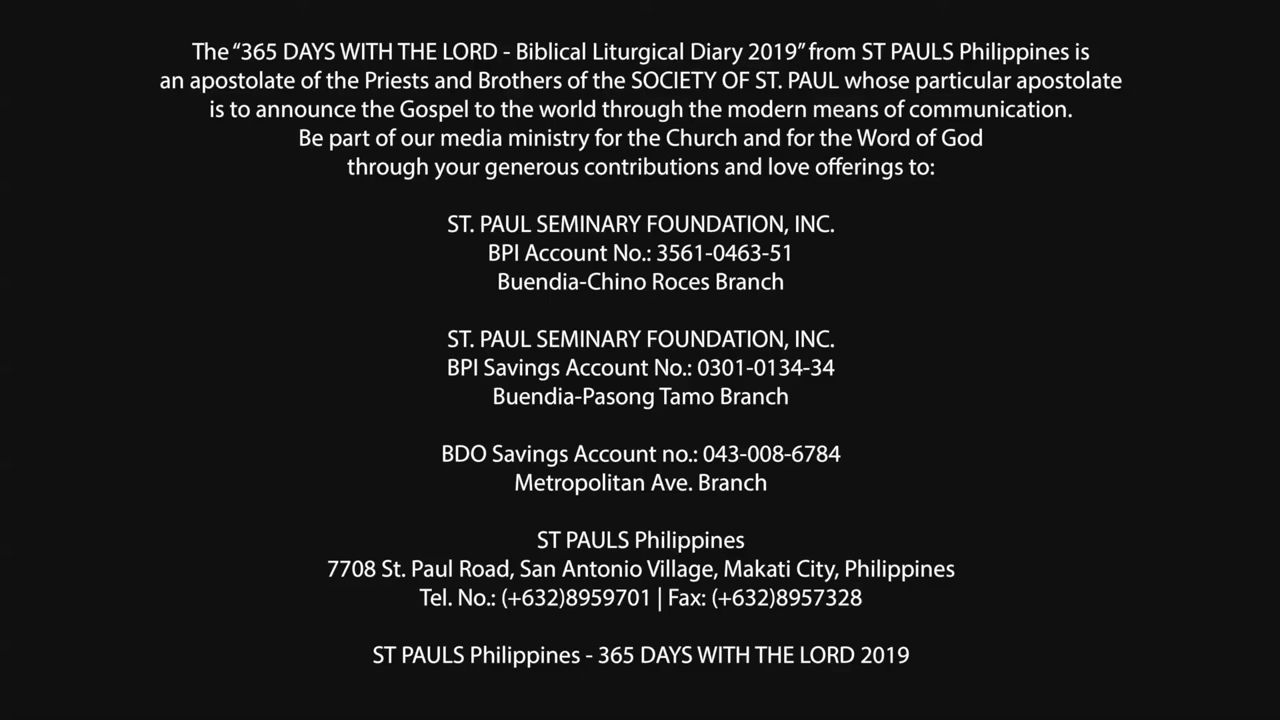 The “365 DAYS WITH THE LORD - Biblical Liturgical Diary 2019” from ST PAULS Philippines is
an apostolate of the Priests and Brothers of the SOCIETY OF ST. PAUL whose particular apostolate
is to announce the Gospel to the world through the modern means of communication.
Be part of our media ministry for the Church and for the Word of God
through your generous contributions and love offerings to:
ST. PAUL SEMINARY FOUNDATION, INC.
BPI Account No.: 3561-0463-51
Buendia-Chino Roces Branch
ST. PAUL SEMINARY FOUNDATION, INC.
BPI Savings Account No.: 0301-0134-34
Buendia-Pasong Tamo Branch
BDO Savings Account no.: 043-008-6784
Metropolitan Ave. Branch
ST PAULS Philippines
7708 St. Paul Road, San Antonio Village, Makati City, Philippines
Tel. No.: (+632)8959701 | Fax: (+632)8957328
ST PAULS Philippines - 365 DAYS WITH THE LORD 2019